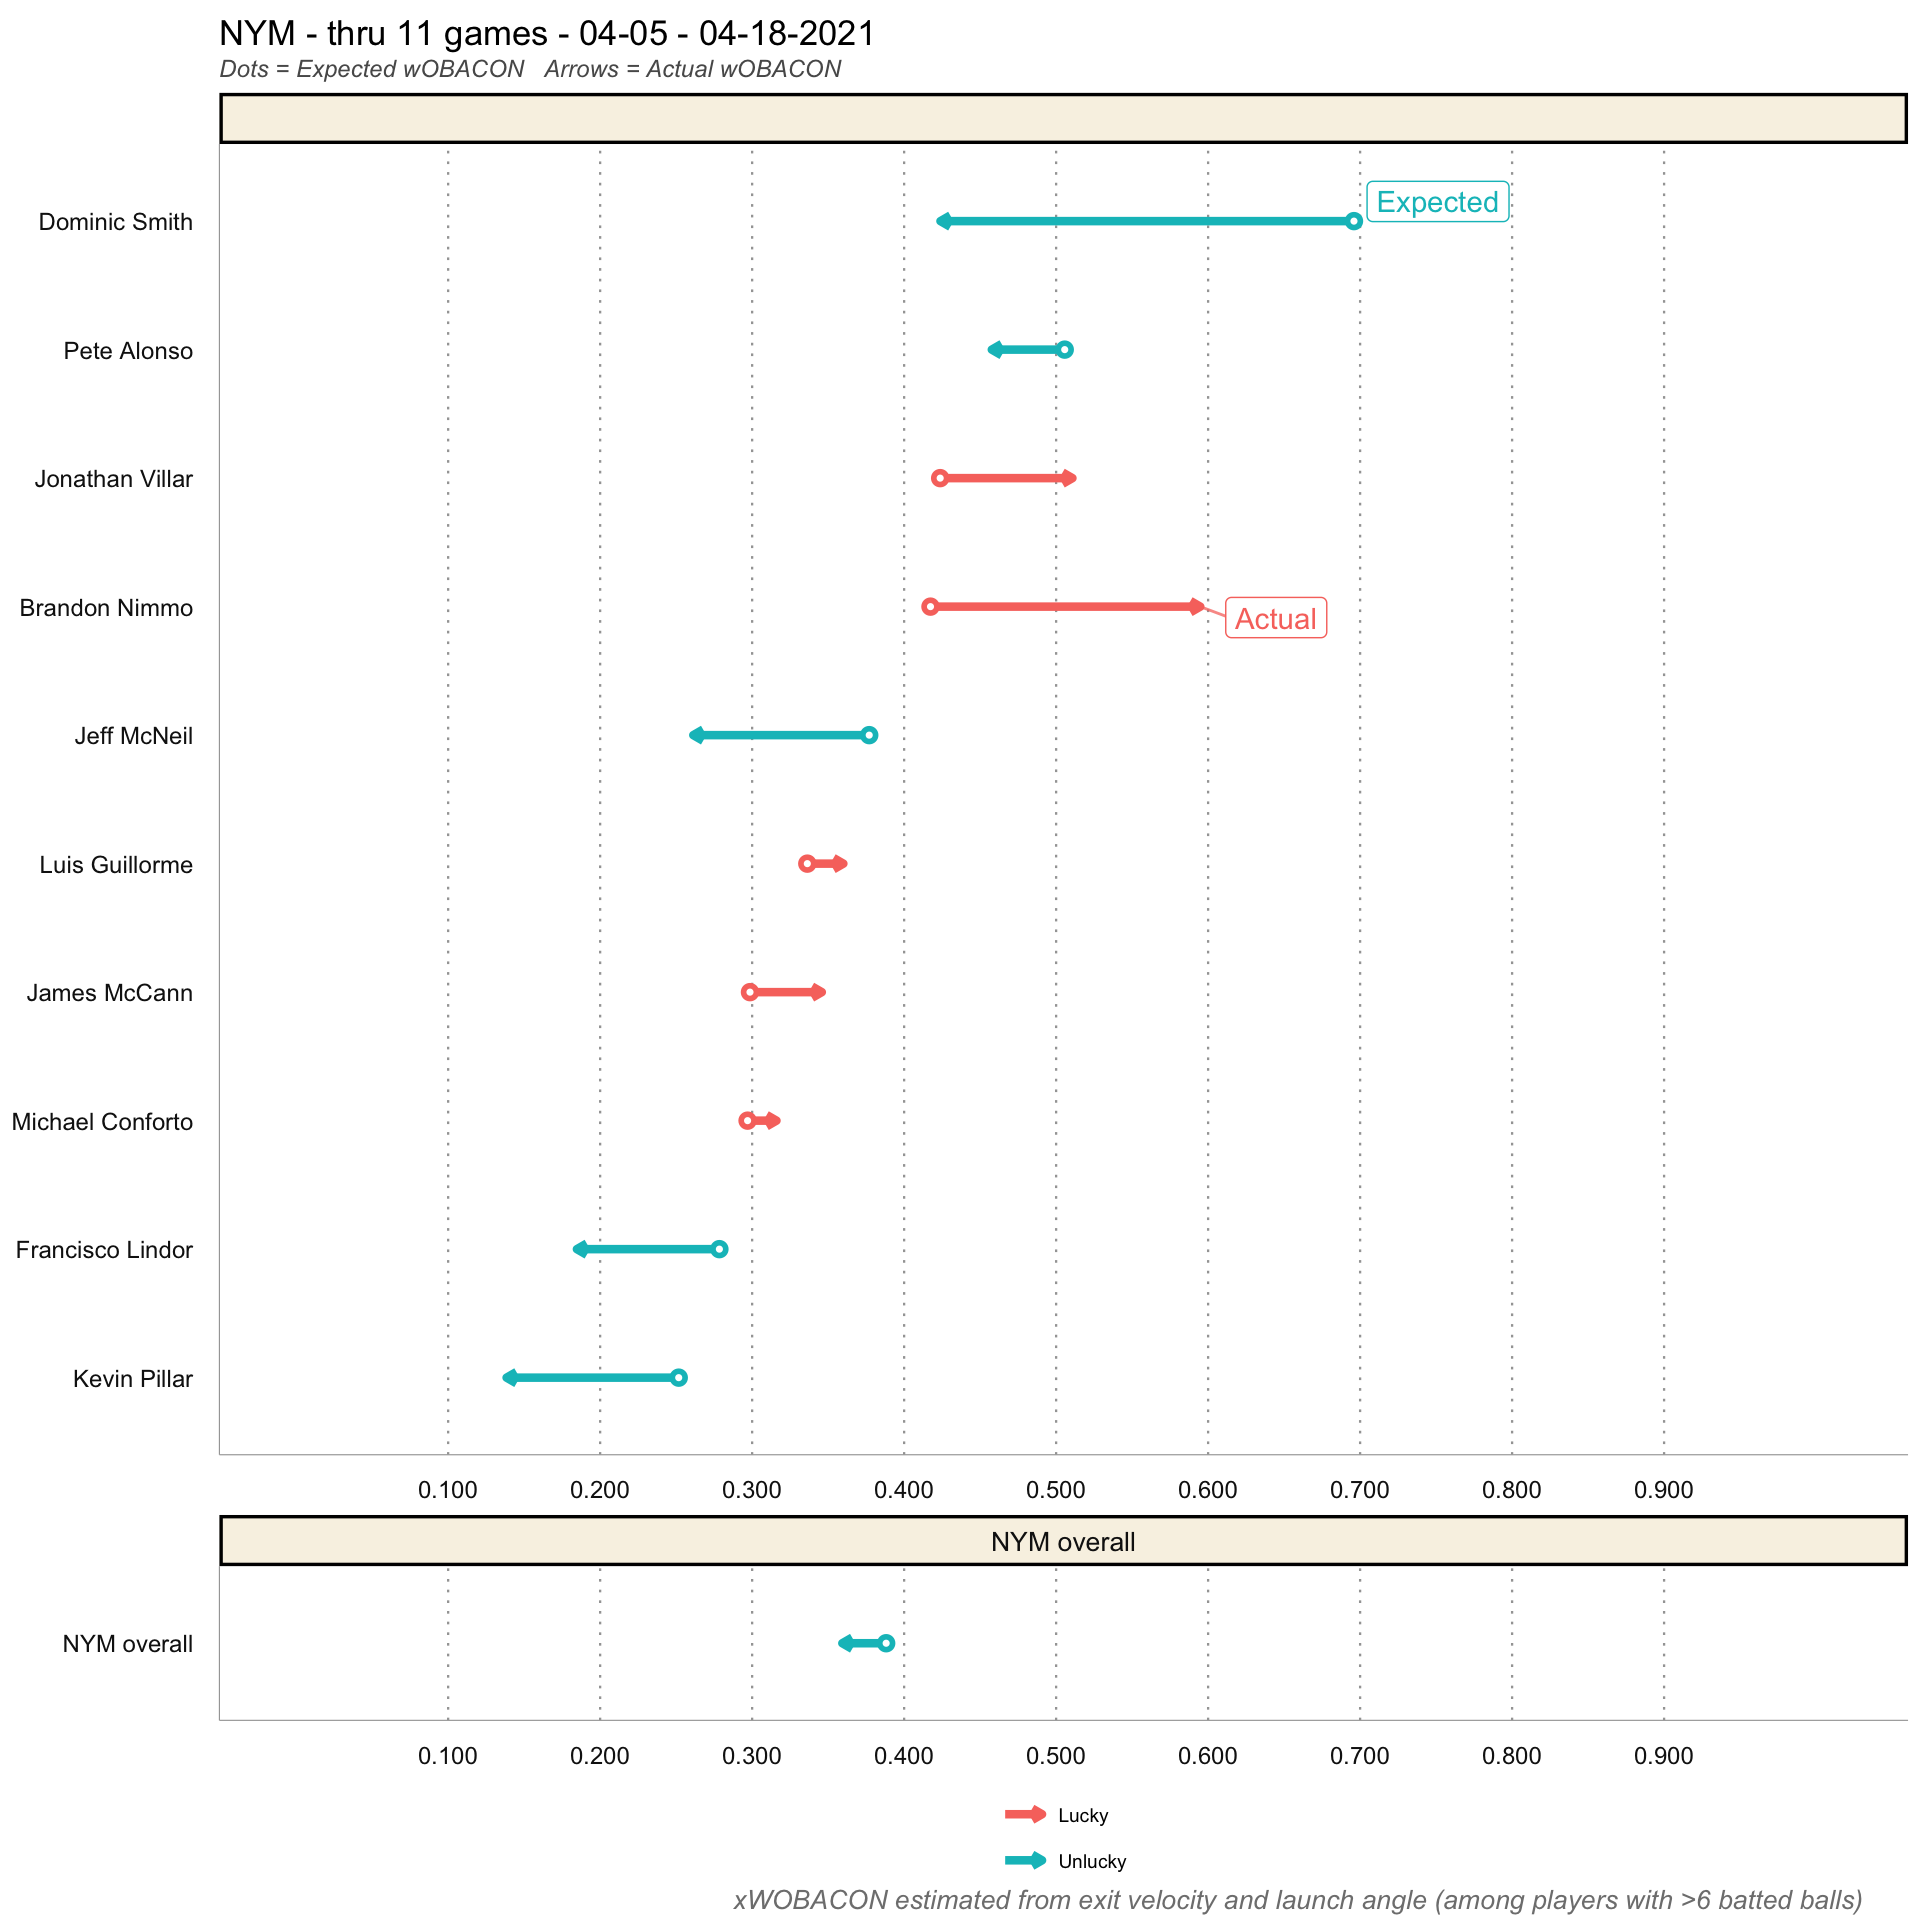 NYM - thru 11 games - 04-05 - 04-18-2021
Dots = Expected wOBACON   Arrows = Actual wOBACON
Dominic Smith
Expected
Pete Alonso
Jonathan Villar
Brandon Nimmo
Actual
Jeff McNeil
Luis Guillorme
James McCann
Michael Conforto
Francisco Lindor
Kevin Pillar
0.100 0.200 0.300 0.400 0.500 0.600 0.700 0.800 0.900
NYM overall
NYM overall
0.100 0.200 0.300 0.400 0.500 0.600 0.700 0.800 0.900
Lucky
Unlucky
xWOBACON estimated from exit velocity and launch angle (among players with >6 batted balls)